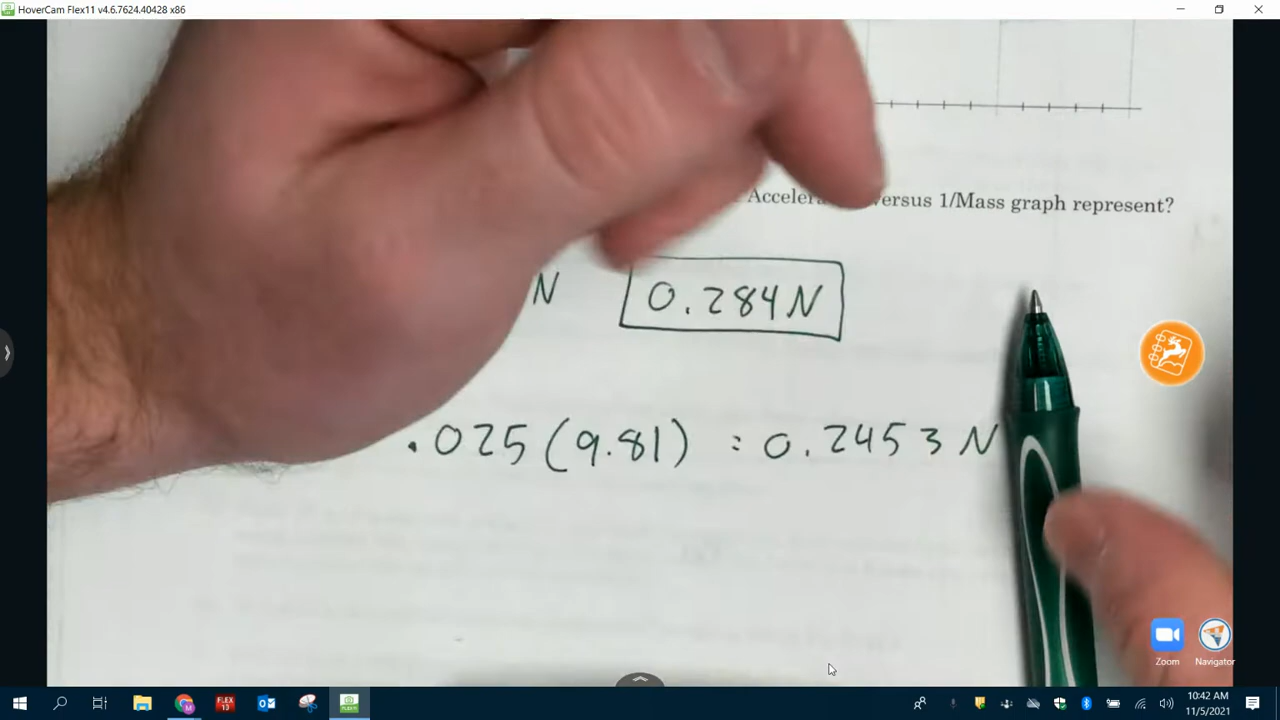 HoverCam Flex11 v4.6.7624.40428 x86
versus 1/Mass graph represent?
N 0.284N
.025(9.81) : 0.2453 N
Zoom Navigator
FLEX
10:42 AM
11/5/2021